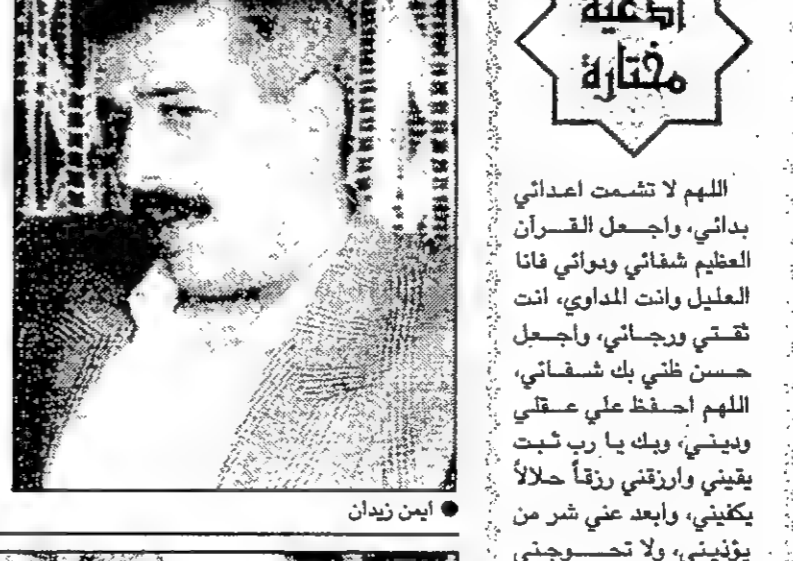 أدعية
مختارة
اللهم لا تشمت اعدائي
بدائي، واجعل القرآن
العظيم شفائي ودوائي فانا
العليل وانت المداوي، انت
ثقتي ورجائي، واجعل
حسن ظني بك شفائي،
اللهم احفظ علي عقلي
وديني، وبك يا رب ثبت
يقيني وارزقني رزقاً حلالاً
يكفيني، وابعد عني شر من
يؤذيني، ولا تحوجني
● ايمن زيدان